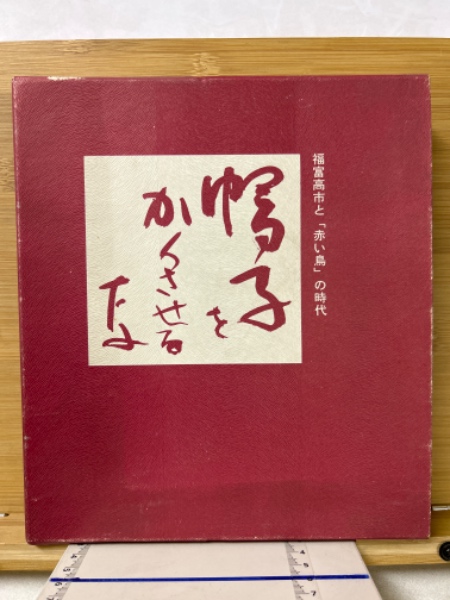 福富高市と「赤い鳥」の時代
帽子を
かくさせる
な